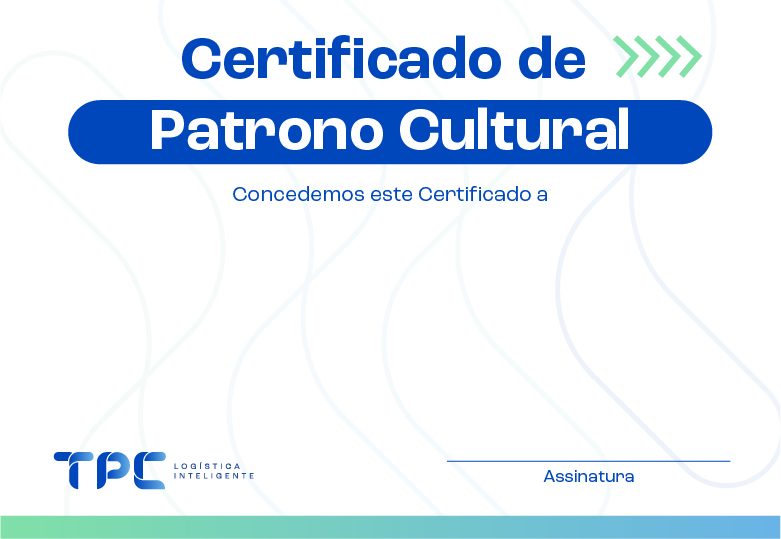 Certificado de
Patrono Cultural
Concedemos este Certificado a
TPC
LOGÍSTICA
INTELIGENTE
Assinatura